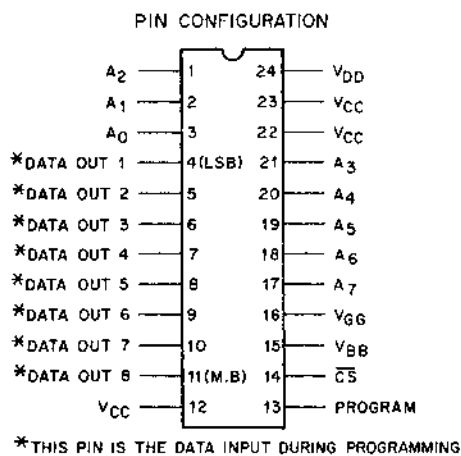 PIN CONFIGURATION
A2 1 24 VDD
A1 2 23 VCC
A0 3 22 VCC
*DATA OUT 1 4(LSB) 21 A3
*DATA OUT 2 5 20 A4
*DATA OUT 3 6 19 A5
*DATA OUT 4 7 18 A6
*DATA OUT 5 8 17 A7
*DATA OUT 6 9 16 VGG
*DATA OUT 7 10 15 VBB
*DATA OUT 8 11(M.B) 14 C̅S̅
VCC 12 13 PROGRAM
*THIS PIN IS THE DATA INPUT DURING PROGRAMMING